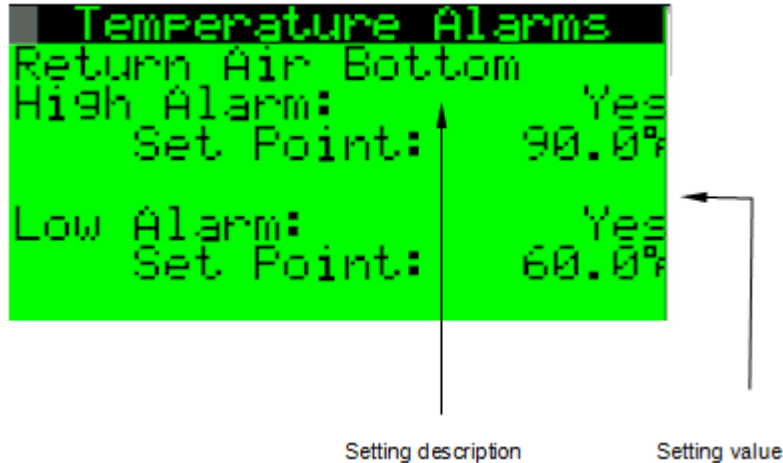 Temperature Alarms
Return Air Bottom
High Alarm: Yes
Set Point: 90.0°F
Low Alarm: Yes
Set Point: 60.0°F
Setting description
Setting value